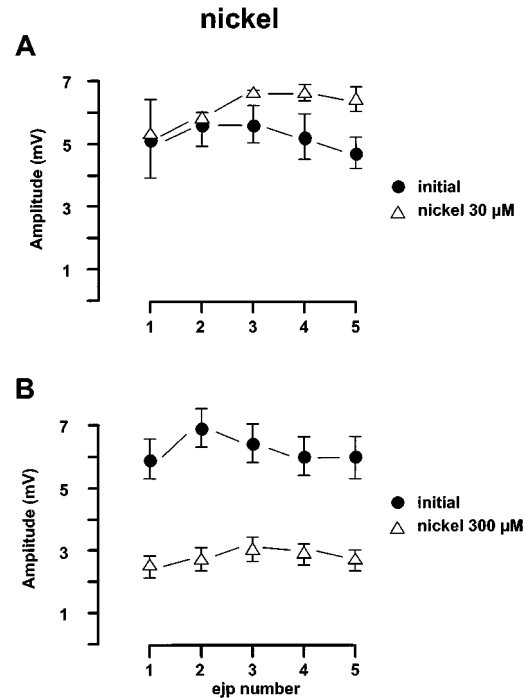 nickel
A
Amplitude (mV)
7
5
3
1
1 2 3 4 5
initial
nickel 30 µM
B
Amplitude (mV)
7
5
3
1
1 2 3 4 5
ejp number
initial
nickel 300 µM